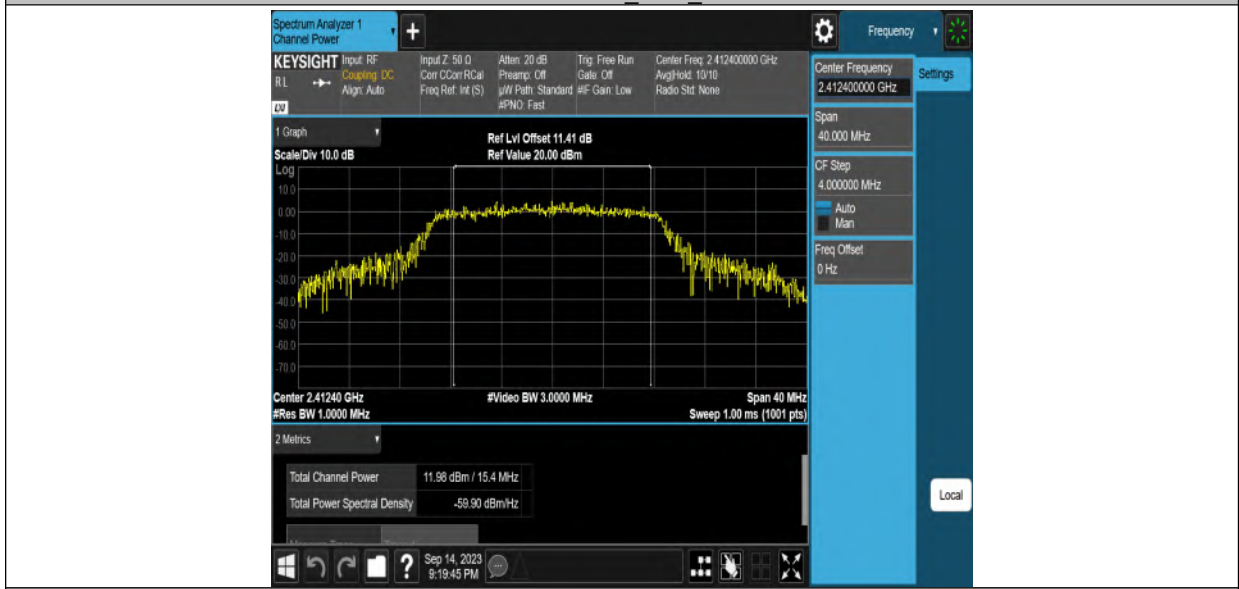 Spectrum Analyzer 1
Channel Power
+
Frequency
KEYSIGHT
R L
LXI
Input: RF
Coupling: DC
Align: Auto
Input Z: 50 Ω
Corr CCorr RCal
Freq Ref: Int (S)
Atten: 20 dB
Preamp: Off
µW Path: Standard
#PNO: Fast
Trig: Free Run
Gate: Off
#IF Gain: Low
Center Freq: 2.412400000 GHz
Avg|Hold: 10/10
Radio Std: None
Center Frequency
2.412400000 GHz
Settings
Span
40.000 MHz
CF Step
4.000000 MHz
Auto
Man
Freq Offset
0 Hz
Local
1 Graph
Scale/Div 10.0 dB
Ref Lvl Offset 11.41 dB
Ref Value 20.00 dBm
Log
10.0
0.00
-10.0
-20.0
-30.0
-40.0
-50.0
-60.0
-70.0
Center 2.41240 GHz
#Res BW 1.0000 MHz
#Video BW 3.0000 MHz
Span 40 MHz
Sweep 1.00 ms (1001 pts)
2 Metrics
Total Channel Power 11.98 dBm / 15.4 MHz
Total Power Spectral Density -59.90 dBm/Hz
?
Sep 14, 2023
9:19:45 PM